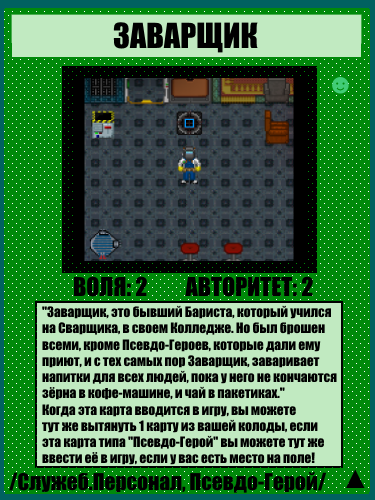 ЗАВАРЩИК
ВОЛЯ: 2 АВТОРИТЕТ: 2
"Заварщик, это бывший Бариста, который учился
на Сварщика, в своем Колледже. Но был брошен
всеми, кроме Псевдо-Героев, которые дали ему
приют, и с тех самых пор Заварщик, заваривает
напитки для всех людей, пока у него не кончаются
зёрна в кофе-машине, и чай в пакетиках."
Когда эта карта вводится в игру, вы можете
тут же вытянуть 1 карту из вашей колоды, если
эта карта типа "Псевдо-Герой" вы можете тут же
ввести её в игру, если у вас есть место на поле!
/Служеб.Персонал, Псевдо-Герой/